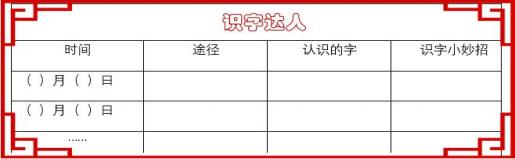 识字达人
时间 途径 认识的字 识字小妙招
（ ）月（ ）日
（ ）月（ ）日
……